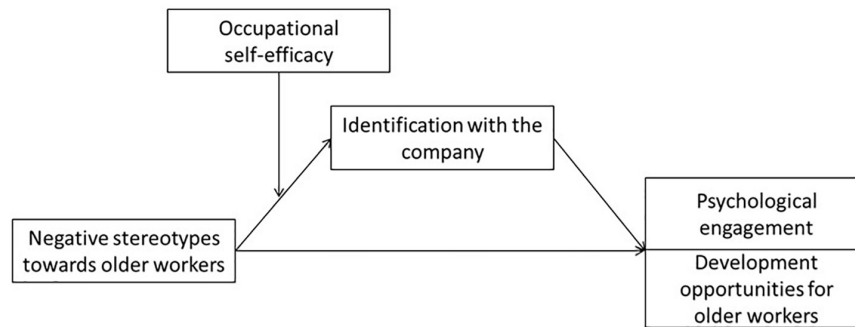 Occupational
self-efficacy
Identification with the
company
Negative stereotypes
towards older workers
Psychological
engagement
Development
opportunities for
older workers